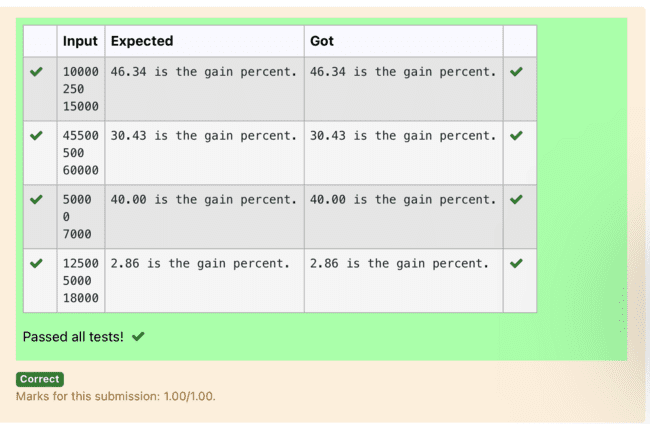 Input Expected Got
10000 46.34 is the gain percent. 46.34 is the gain percent.
250
15000
45500 30.43 is the gain percent. 30.43 is the gain percent.
500
60000
5000 40.00 is the gain percent. 40.00 is the gain percent.
0
7000
12500 2.86 is the gain percent. 2.86 is the gain percent.
5000
18000
Passed all tests!
Correct
Marks for this submission: 1.00/1.00.